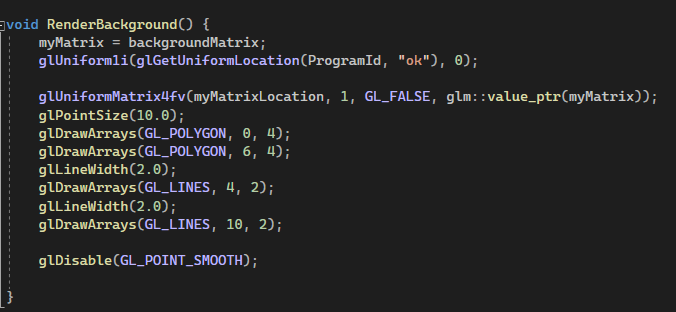 void RenderBackground() {
myMatrix = backgroundMatrix;
glUniform1i(glGetUniformLocation(ProgramId, "ok"), 0);
glUniformMatrix4fv(myMatrixLocation, 1, GL_FALSE, glm::value_ptr(myMatrix));
glPointSize(10.0);
glDrawArrays(GL_POLYGON, 0, 4);
glDrawArrays(GL_POLYGON, 6, 4);
glLineWidth(2.0);
glDrawArrays(GL_LINES, 4, 2);
glLineWidth(2.0);
glDrawArrays(GL_LINES, 10, 2);
glDisable(GL_POINT_SMOOTH);
}